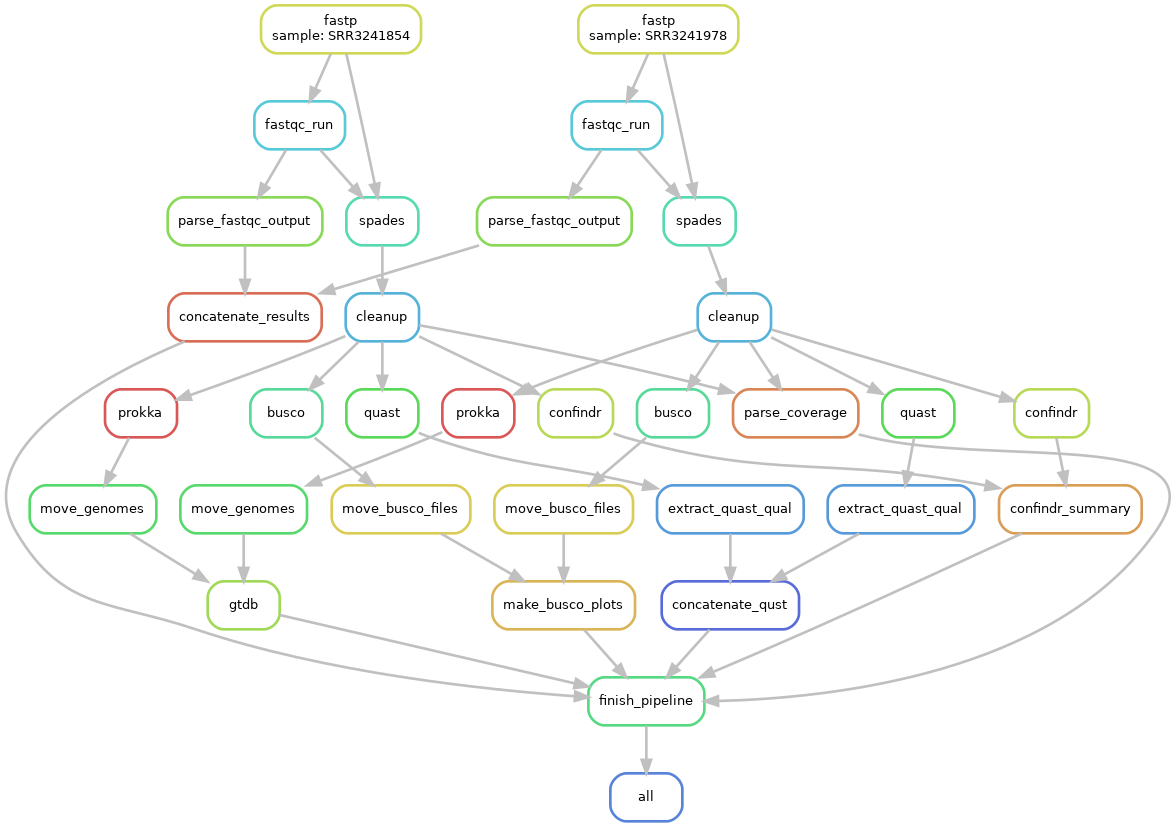 fastp
sample: SRR3241854
fastp
sample: SRR3241978
fastqc_run
fastqc_run
parse_fastqc_output
spades
parse_fastqc_output
spades
concatenate_results
cleanup
cleanup
prokka
busco
quast
prokka
confindr
busco
parse_coverage
quast
confindr
move_genomes
move_genomes
move_busco_files
move_busco_files
extract_quast_qual
extract_quast_qual
confindr_summary
gtdb
make_busco_plots
concatenate_qust
finish_pipeline
all